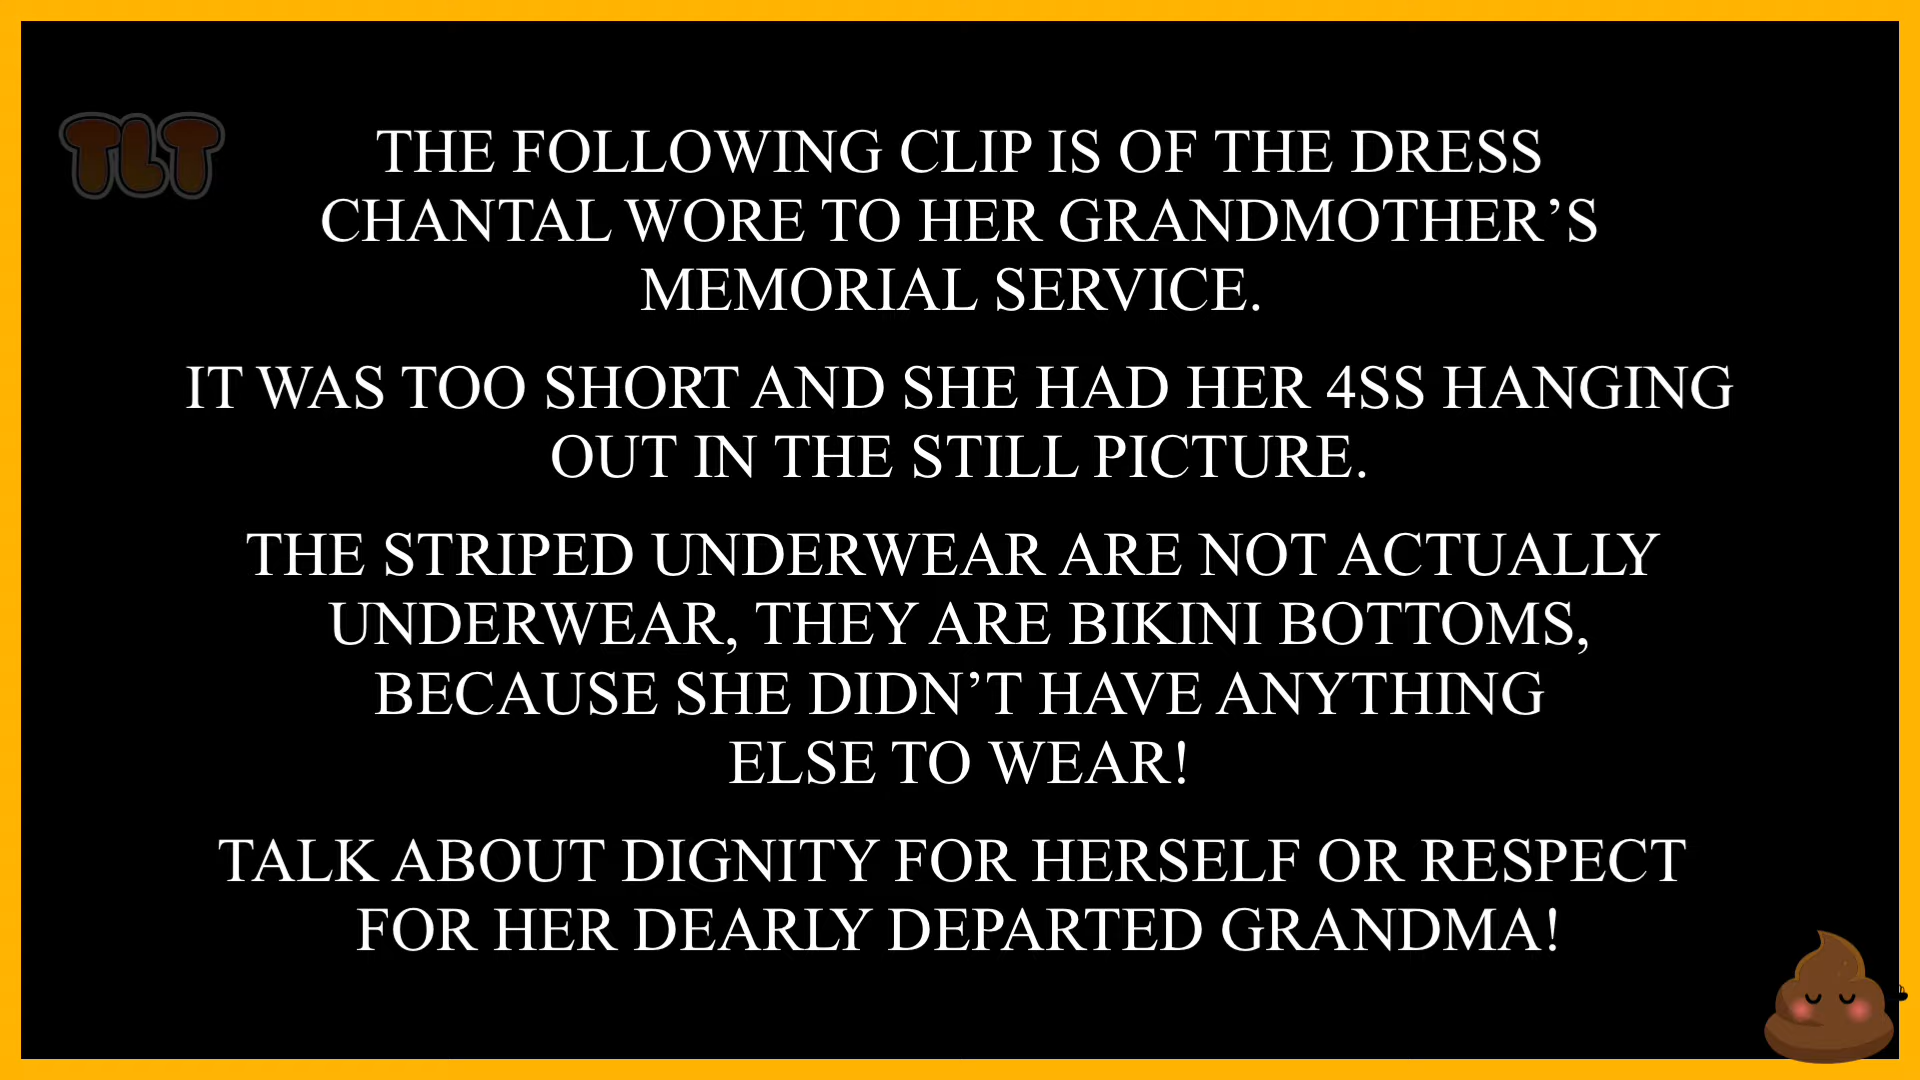 TLT
THE FOLLOWING CLIP IS OF THE DRESS
CHANTAL WORE TO HER GRANDMOTHER’S
MEMORIAL SERVICE.
IT WAS TOO SHORT AND SHE HAD HER 4SS HANGING
OUT IN THE STILL PICTURE.
THE STRIPED UNDERWEAR ARE NOT ACTUALLY
UNDERWEAR, THEY ARE BIKINI BOTTOMS,
BECAUSE SHE DIDN’T HAVE ANYTHING
ELSE TO WEAR!
TALK ABOUT DIGNITY FOR HERSELF OR RESPECT
FOR HER DEARLY DEPARTED GRANDMA!